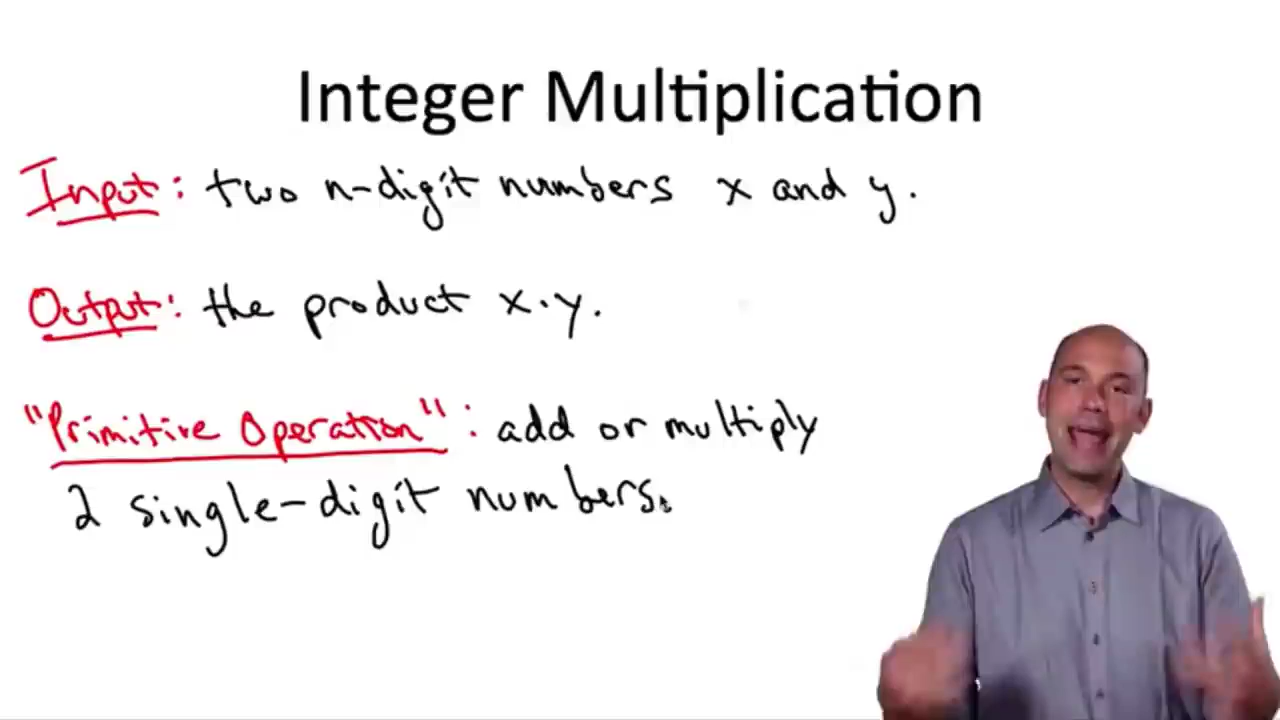 Integer Multiplication
Input: two n-digit numbers x and y.
Output: the product x·y.
"Primitive Operation": add or multiply
2 single-digit numbers.